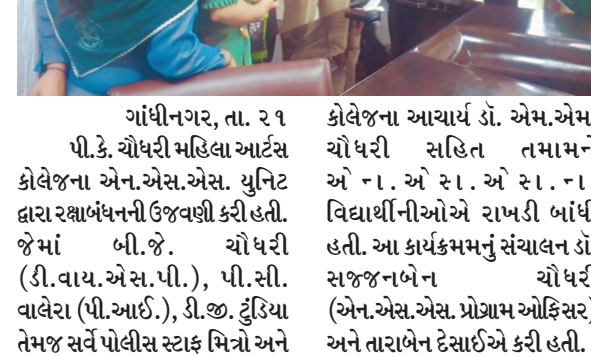 ગાંધીનગર, તા. ૨૧
પી.કે. ચૌધરી મહિલા આર્ટસ
કોલેજના એન.એસ.એસ. યુનિટ
દ્વારા રક્ષાબંધનની ઉજવણી કરી હતી.
જેમાં બી.જે. ચૌધરી
(ડી.વાય.એસ.પી.), પી.સી.
વાલેરા (પી.આઈ.), ડી.જી. ટુંડિયા
તેમજ સર્વે પોલીસ સ્ટાફ મિત્રો અને
કોલેજના આચાર્ય ડૉ. એમ.એમ
ચૌધરી સહિત તમામને
વિદ્યાર્થીનીઓએ રાખડી બાંધી
હતી. આ કાર્યક્રમમનું સંચાલન ડૉ
સજ્જનબેન ચૌધરી
(એન.એસ.એસ. પ્રોગ્રામ ઓફિસર)
અને તારાબેન દેસાઈએ કરી હતી.